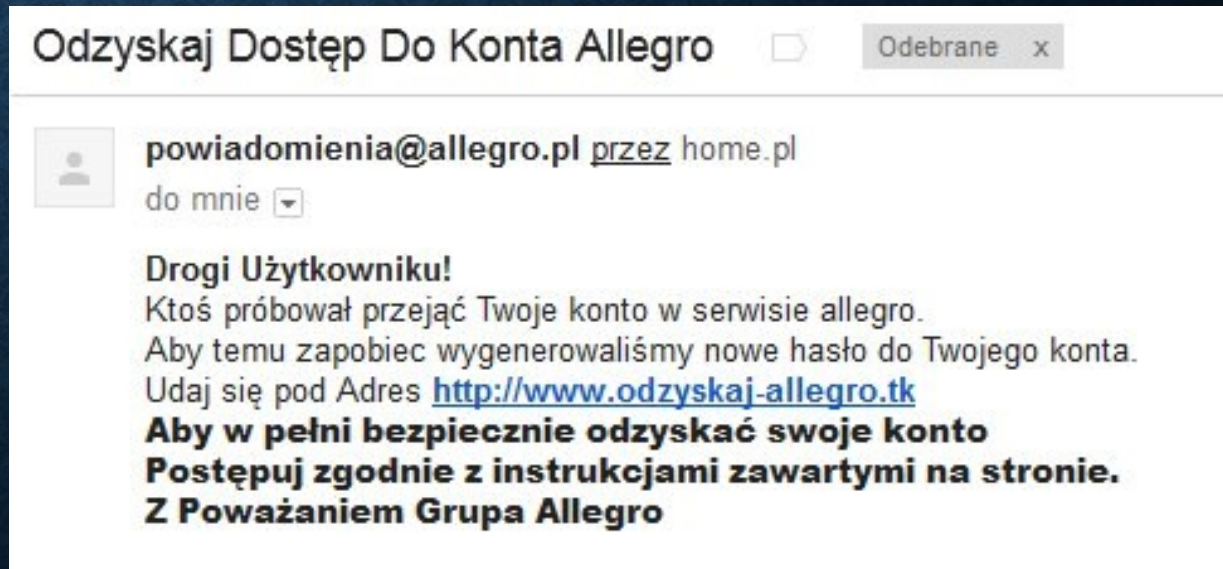 Odzyskaj Dostęp Do Konta Allegro
Odebrane x
powiadomienia@allegro.pl przez home.pl
do mnie
Drogi Użytkowniku!
Ktoś próbował przejąć Twoje konto w serwisie allegro.
Aby temu zapobiec wygenerowaliśmy nowe hasło do Twojego konta.
Udaj się pod Adres http://www.odzyskaj-allegro.tk
Aby w pełni bezpiecznie odzyskać swoje konto
Postępuj zgodnie z instrukcjami zawartymi na stronie.
Z Poważaniem Grupa Allegro